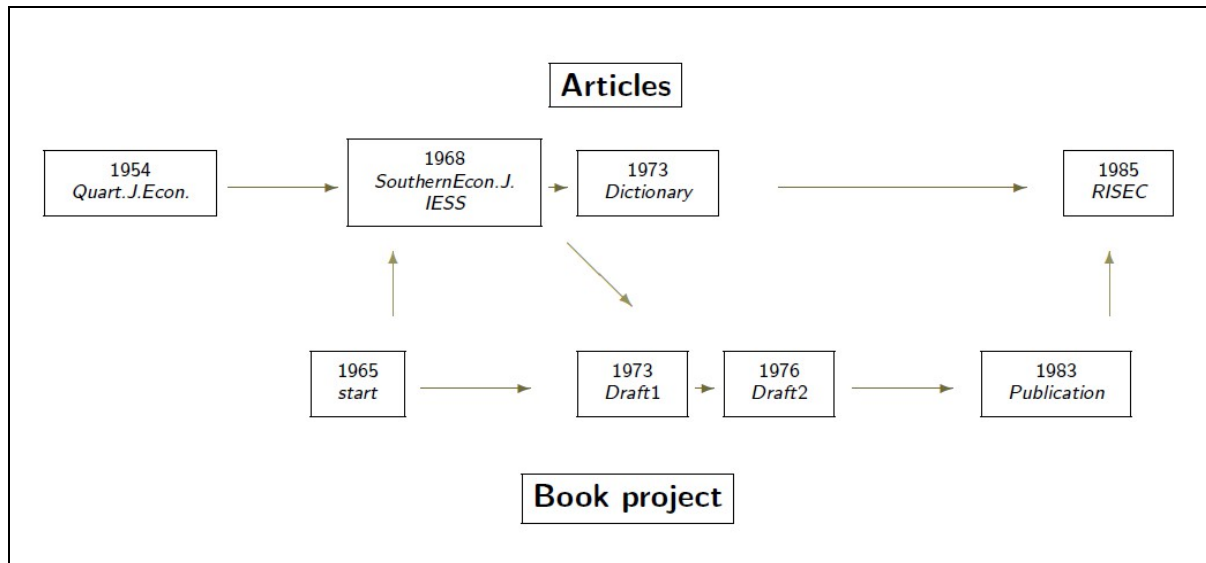 Articles
1954
Quart.J.Econ.
1968
SouthernEcon.J.
IESS
1973
Dictionary
1985
RISEC
1965
start
1973
Draft1
1976
Draft2
1983
Publication
Book project